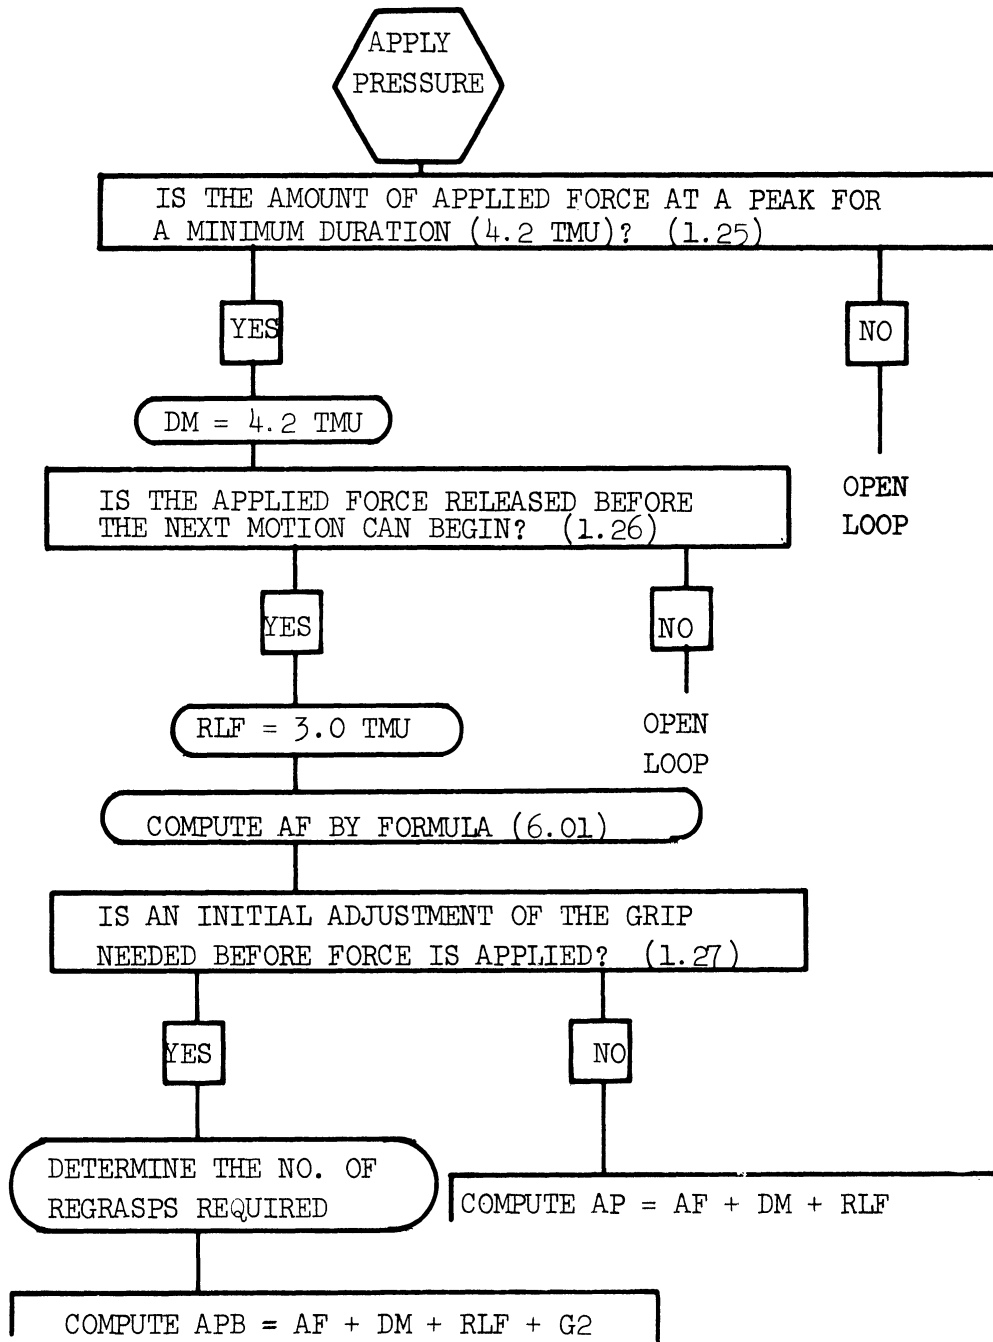 APPLY
PRESSURE
IS THE AMOUNT OF APPLIED FORCE AT A PEAK FOR
A MINIMUM DURATION (4.2 TMU)? (1.25)
YES
NO
DM = 4.2 TMU
OPEN
LOOP
IS THE APPLIED FORCE RELEASED BEFORE
THE NEXT MOTION CAN BEGIN? (1.26)
YES
NO
RLF = 3.0 TMU
OPEN
LOOP
COMPUTE AF BY FORMULA (6.01)
IS AN INITIAL ADJUSTMENT OF THE GRIP
NEEDED BEFORE FORCE IS APPLIED? (1.27)
YES
NO
DETERMINE THE NO. OF
REGRASPS REQUIRED
COMPUTE AP = AF + DM + RLF
COMPUTE APB = AF + DM + RLF + G2